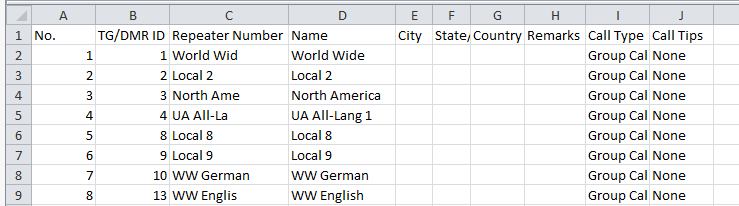 A B C D E F G H I J
1 No. TG/DMR ID Repeater Number Name City State/ Country Remarks Call Type Call Tips
2 1 1 World Wid World Wide Group Cal None
3 2 2 Local 2 Local 2 Group Cal None
4 3 3 North Ame North America Group Cal None
5 4 4 UA All-La UA All-Lang 1 Group Cal None
6 5 8 Local 8 Local 8 Group Cal None
7 6 9 Local 9 Local 9 Group Cal None
8 7 10 WW German WW German Group Cal None
9 8 13 WW Englis WW English Group Cal None